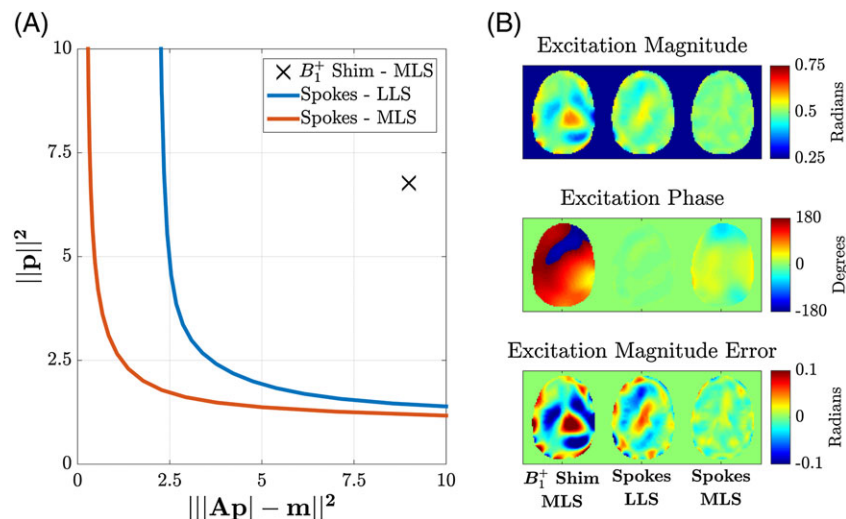 (A)
10
7.5
5
2.5
0
||p||²
0 2.5 5 7.5 10
|||Ap| − m||²
× B₁⁺ Shim - MLS
Spokes - LLS
Spokes - MLS
(B)
Excitation Magnitude
0.75
0.5
0.25
Radians
Excitation Phase
180
0
-180
Degrees
Excitation Magnitude Error
0.1
0
-0.1
Radians
B₁⁺ Shim Spokes Spokes
MLS LLS MLS